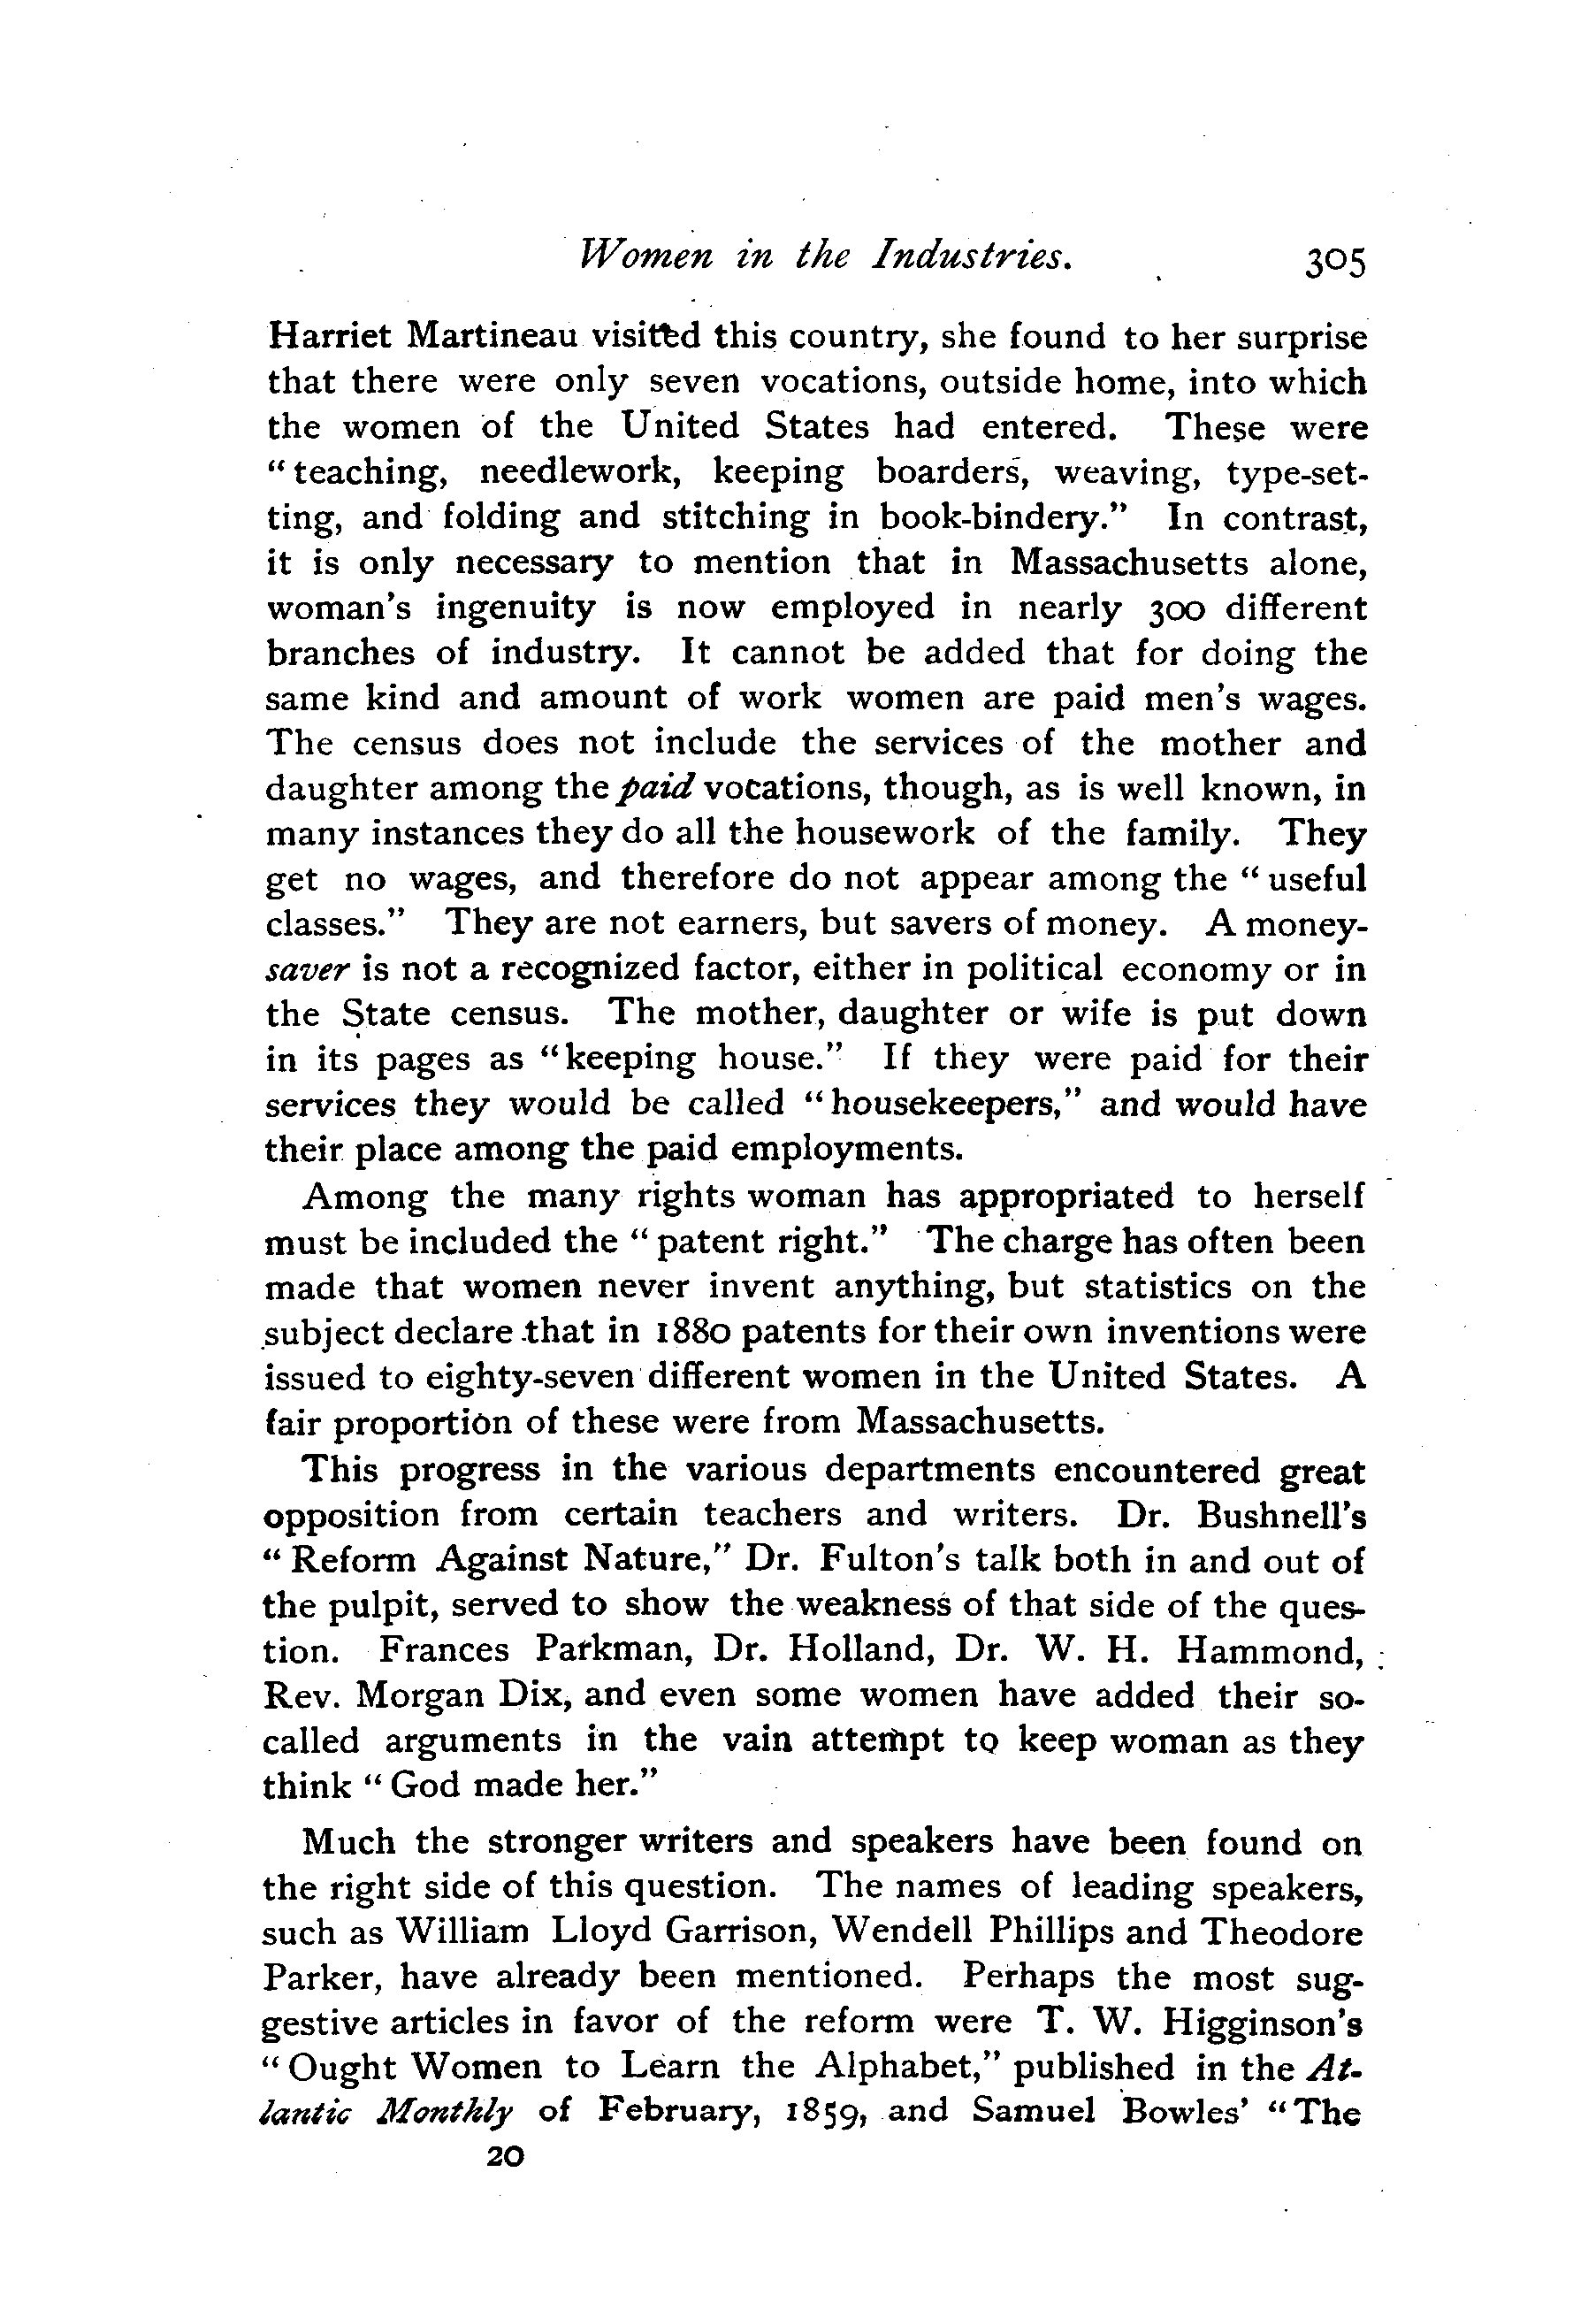 Women in the Industries. 305
Harriet Martineau visited this country, she found to her surprise
that there were only seven vocations, outside home, into which
the women of the United States had entered. These were
" teaching, needlework, keeping boarders, weaving, type-set-
ting, and folding and stitching in book-bindery." In contrast,
it is only necessary to mention that in Massachusetts alone,
woman's ingenuity is now employed in nearly 300 different
branches of industry. It cannot be added that for doing the
same kind and amount of work women are paid men's wages.
The census does not include the services of the mother and
daughter among the paid vocations, though, as is well known, in
many instances they do all the housework of the family. They
get no wages, and therefore do not appear among the " useful
classes." They are not earners, but savers of money. A money-
saver is not a recognized factor, either in political economy or in
the State census. The mother, daughter or wife is put down
in its pages as "keeping house." If they were paid for their
services they would be called "housekeepers," and would have
their place among the paid employments.
Among the many rights woman has appropriated to herself
must be included the " patent right." The charge has often been
made that women never invent anything, but statistics on the
subject declare that in 1880 patents for their own inventions were
issued to eighty-seven different women in the United States. A
fair proportion of these were from Massachusetts.
This progress in the various departments encountered great
opposition from certain teachers and writers. Dr. Bushnell's
" Reform Against Nature," Dr. Fulton's talk both in and out of
the pulpit, served to show the weakness of that side of the ques-
tion. Frances Parkman, Dr. Holland, Dr. W. H. Hammond,
Rev. Morgan Dix, and even some women have added their so-
called arguments in the vain attempt to keep woman as they
think " God made her."
Much the stronger writers and speakers have been found on
the right side of this question. The names of leading speakers,
such as William Lloyd Garrison, Wendell Phillips and Theodore
Parker, have already been mentioned. Perhaps the most sug-
gestive articles in favor of the reform were T. W. Higginson's
" Ought Women to Learn the Alphabet," published in the At-
lantic Monthly of February, 1859, and Samuel Bowles' "The
20